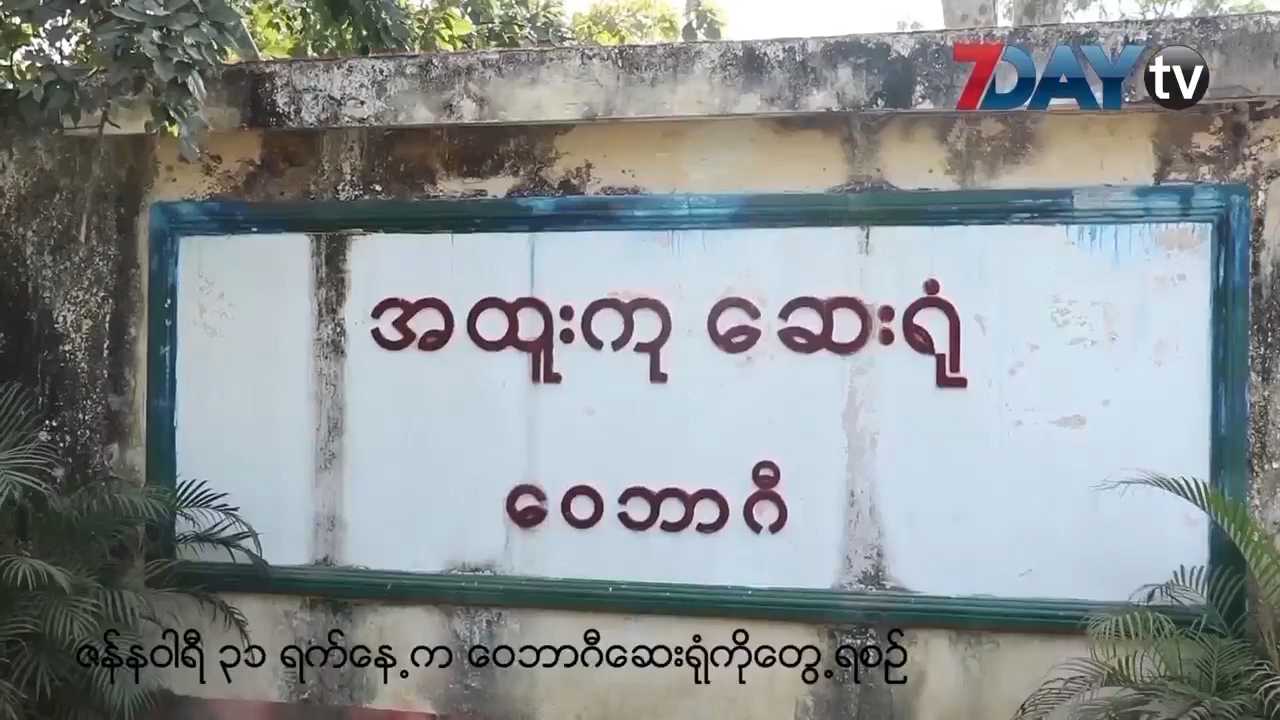 7DAY tv
အထူးကု ဆေးရုံ
ဝေဘာဂီ
ဇန်နဝါရီ ၃၁ ရက်နေ့က ဝေဘာဂီဆေးရုံကိုတွေ့ရစဉ်